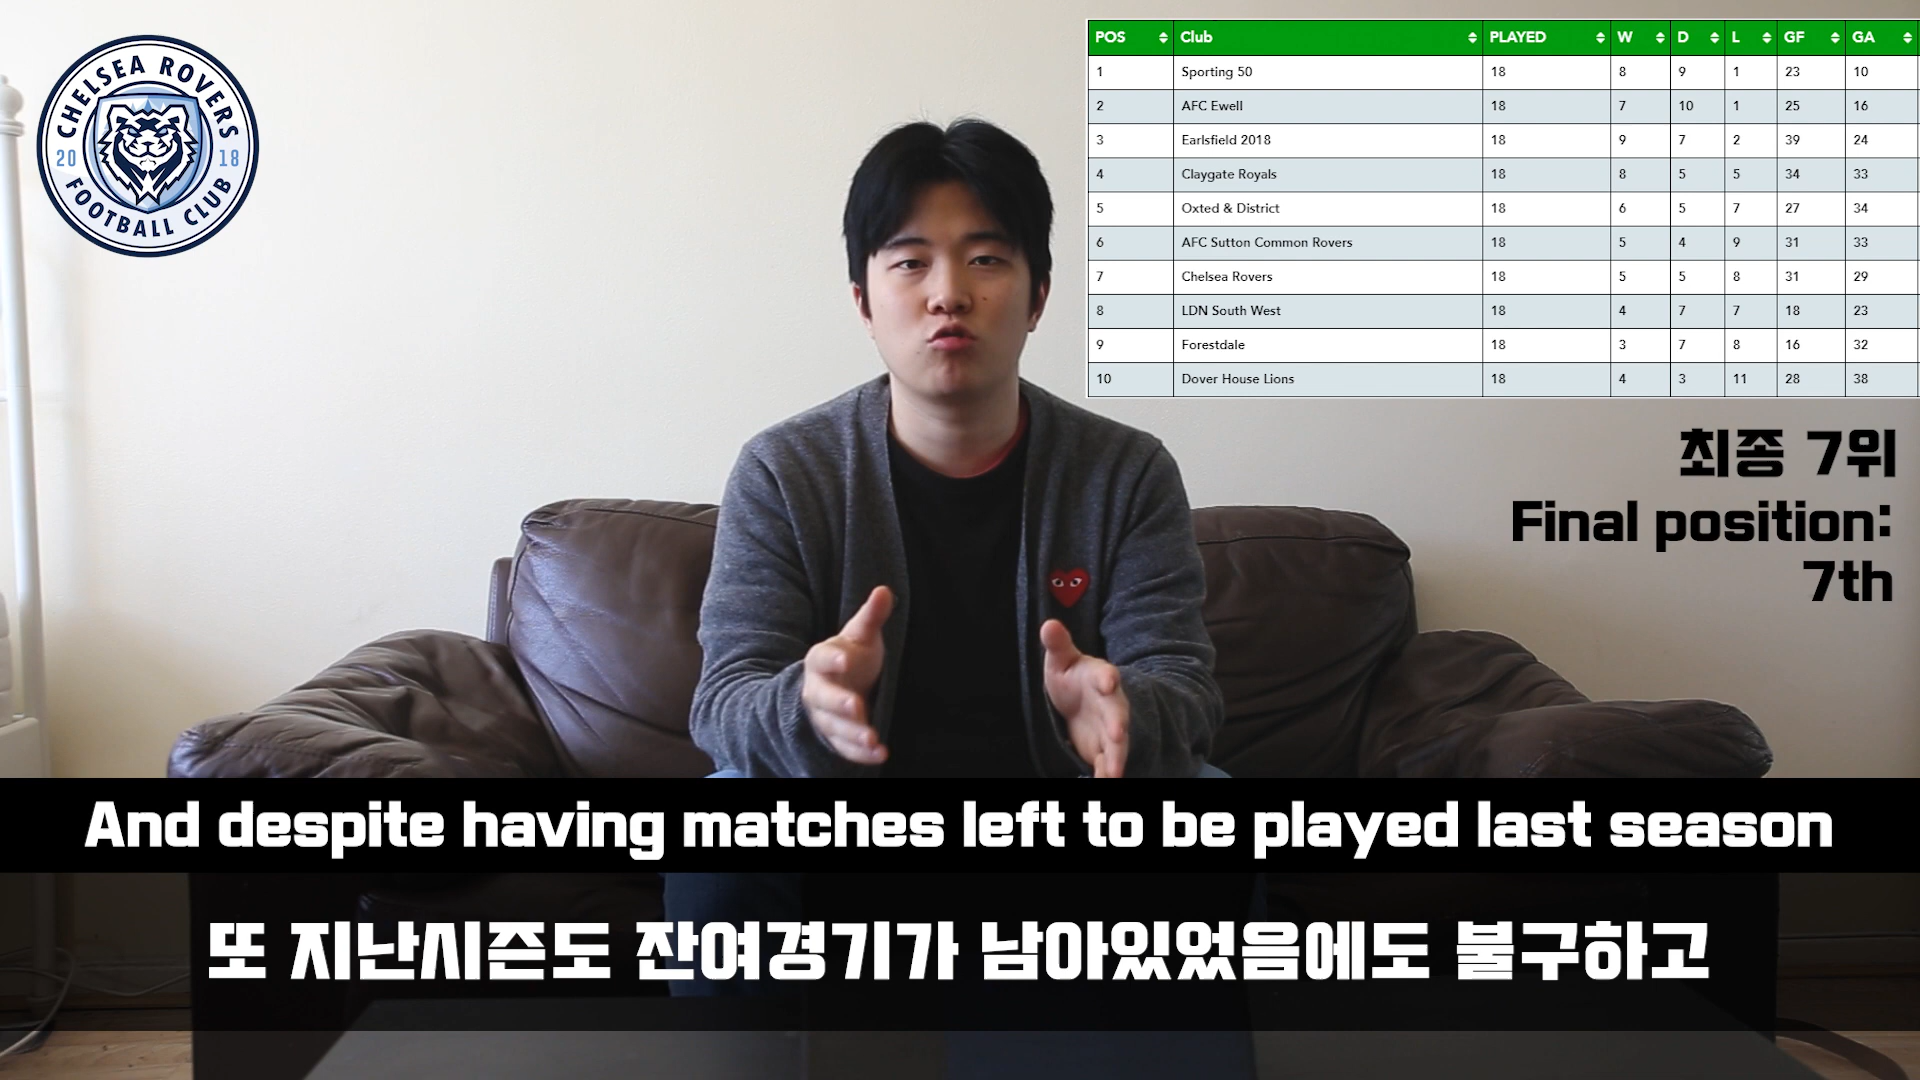 CHELSEA ROVERS
20 18
FOOTBALL CLUB
POS Club PLAYED W D L GF GA
1 Sporting 50 18 8 9 1 23 10
2 AFC Ewell 18 7 10 1 25 16
3 Earlsfield 2018 18 9 7 2 39 24
4 Claygate Royals 18 8 5 5 34 33
5 Oxted & District 18 6 5 7 27 34
6 AFC Sutton Common Rovers 18 5 4 9 31 33
7 Chelsea Rovers 18 5 5 8 31 29
8 LDN South West 18 4 7 7 18 23
9 Forestdale 18 3 7 8 16 32
10 Dover House Lions 18 4 3 11 28 38
최종 7위
Final position:
7th
And despite having matches left to be played last season
또 지난시즌도 잔여경기가 남아있었음에도 불구하고